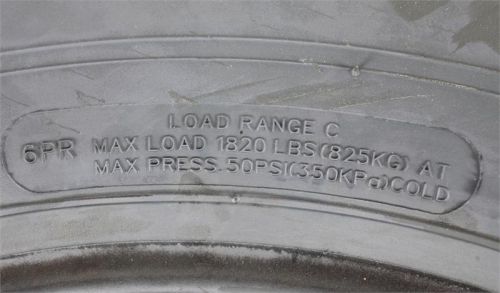 LOAD RANGE C
6PR MAX LOAD 1820 LBS(825KG) AT
MAX PRESS. 50PSI(350KPa)COLD